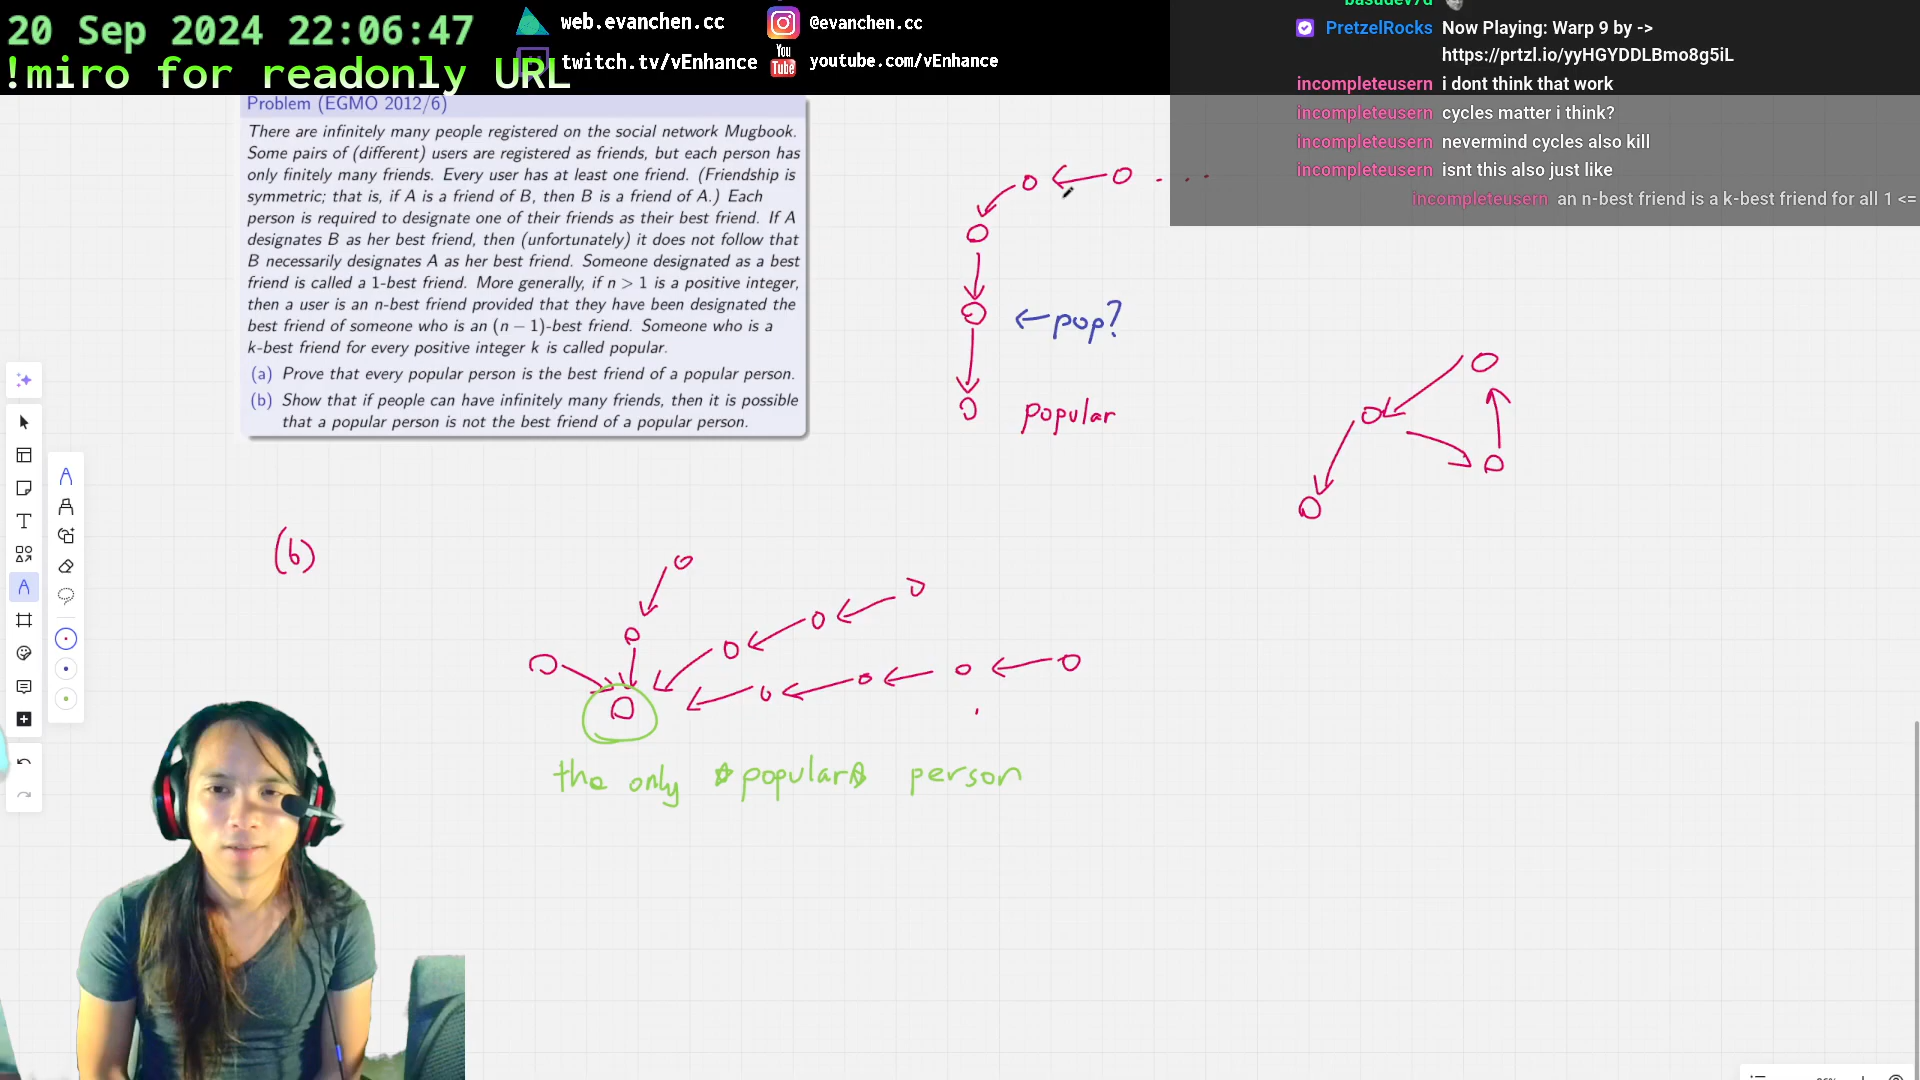 20 Sep 2024 22:06:47
!miro for readonly URL
web.evanchen.cc
@evanchen.cc
twitch.tv/vEnhance
You Tube
youtube.com/vEnhance
basudev7d
PretzelRocks Now Playing: Warp 9 by ->
https://prtzl.io/yyHGYDDLBmo8g5iL
incompleteusern i dont think that work
incompleteusern cycles matter i think?
incompleteusern nevermind cycles also kill
incompleteusern isnt this also just like
incompleteusern an n-best friend is a k-best friend for all 1 <=
Problem (EGMO 2012/6)
There are infinitely many people registered on the social network Mugbook.
Some pairs of (different) users are registered as friends, but each person has
only finitely many friends. Every user has at least one friend. (Friendship is
symmetric; that is, if A is a friend of B, then B is a friend of A.) Each
person is required to designate one of their friends as their best friend. If A
designates B as her best friend, then (unfortunately) it does not follow that
B necessarily designates A as her best friend. Someone designated as a best
friend is called a 1-best friend. More generally, if n > 1 is a positive integer,
then a user is an n-best friend provided that they have been designated the
best friend of someone who is an (n − 1)-best friend. Someone who is a
k-best friend for every positive integer k is called popular.
(a) Prove that every popular person is the best friend of a popular person.
(b) Show that if people can have infinitely many friends, then it is possible
that a popular person is not the best friend of a popular person.
pop?
popular
(b)
the only popular person